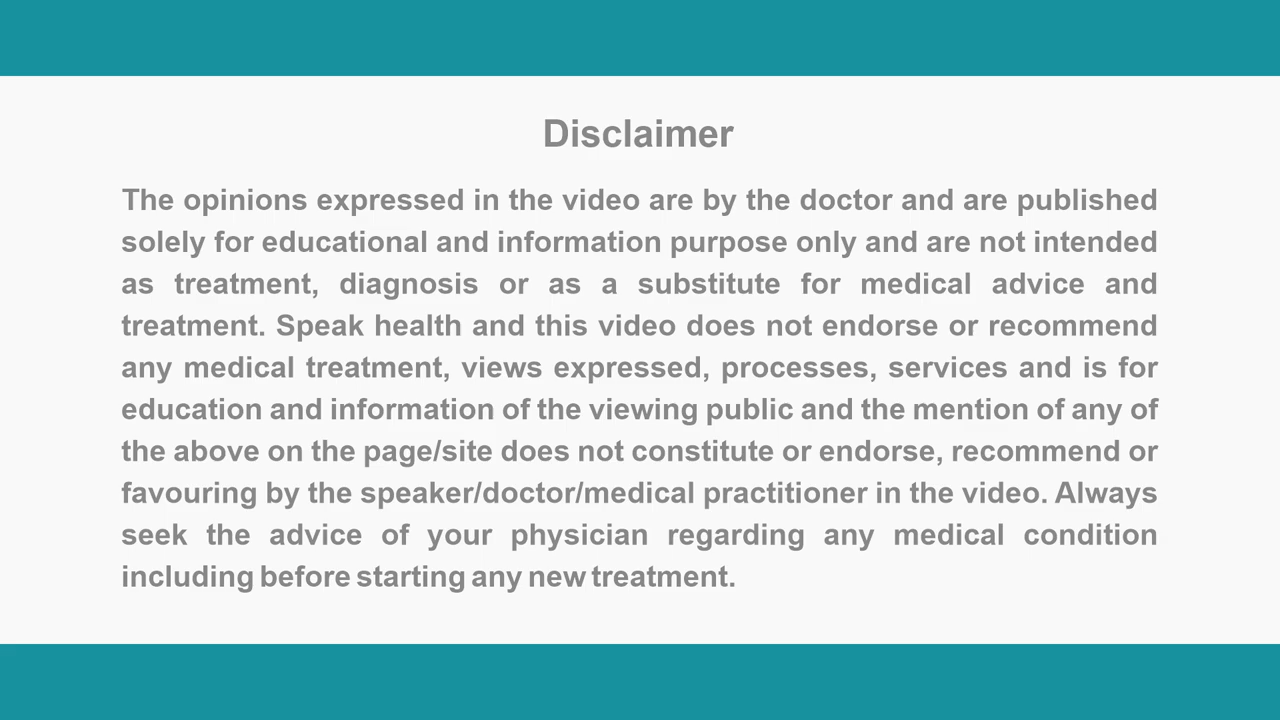 Disclaimer
The opinions expressed in the video are by the doctor and are published
solely for educational and information purpose only and are not intended
as treatment, diagnosis or as a substitute for medical advice and
treatment. Speak health and this video does not endorse or recommend
any medical treatment, views expressed, processes, services and is for
education and information of the viewing public and the mention of any of
the above on the page/site does not constitute or endorse, recommend or
favouring by the speaker/doctor/medical practitioner in the video. Always
seek the advice of your physician regarding any medical condition
including before starting any new treatment.